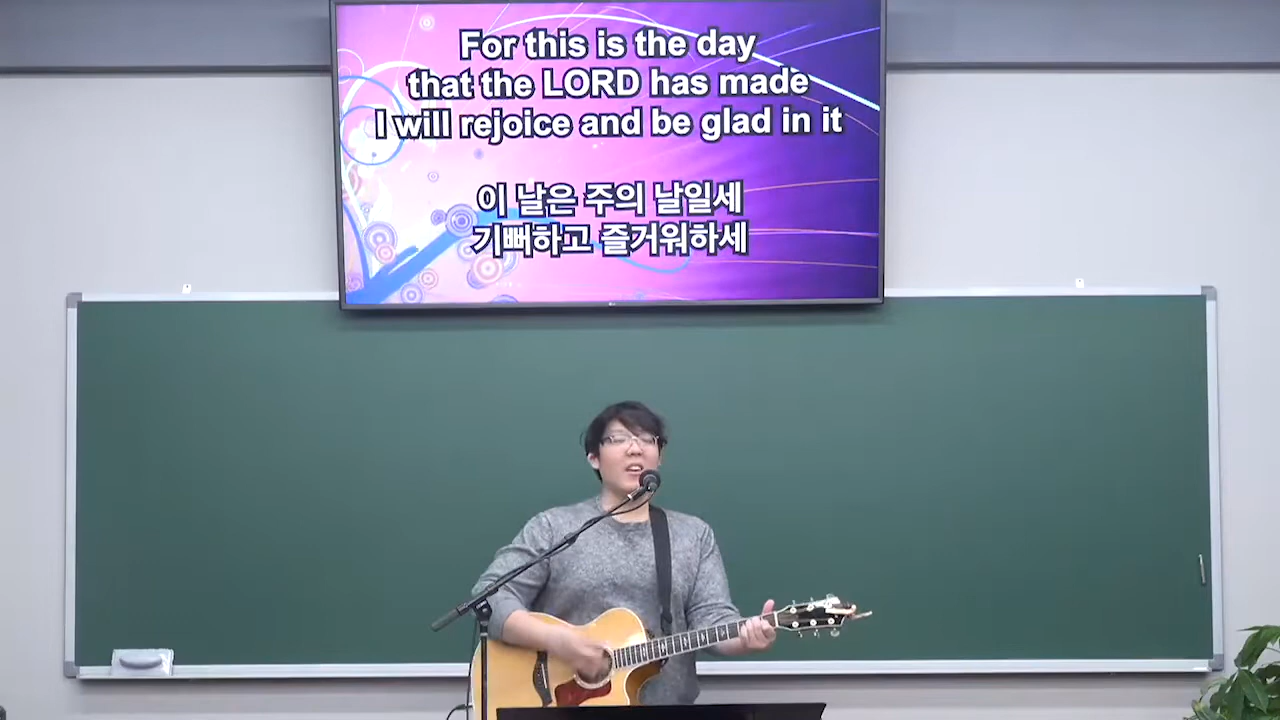 For this is the day
that the LORD has made
I will rejoice and be glad in it
이 날은 주의 날일세
기뻐하고 즐거워하세